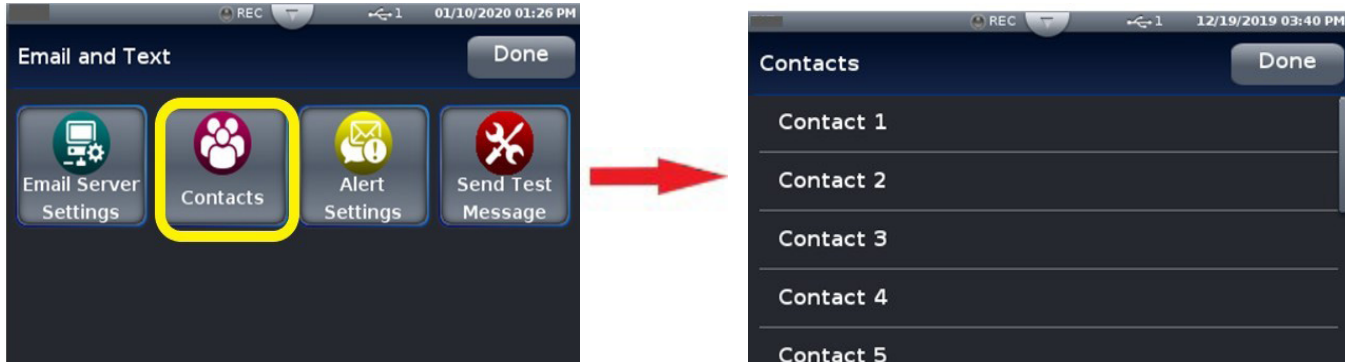 REC 1 01/10/2020 01:26 PM
Email and Text Done
Email Server
Settings
Contacts
Alert
Settings
Send Test
Message
REC 1 12/19/2019 03:40 PM
Contacts Done
Contact 1
Contact 2
Contact 3
Contact 4
Contact 5